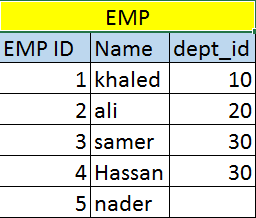 EMP
EMP ID Name dept_id
1 khaled 10
2 ali 20
3 samer 30
4 Hassan 30
5 nader